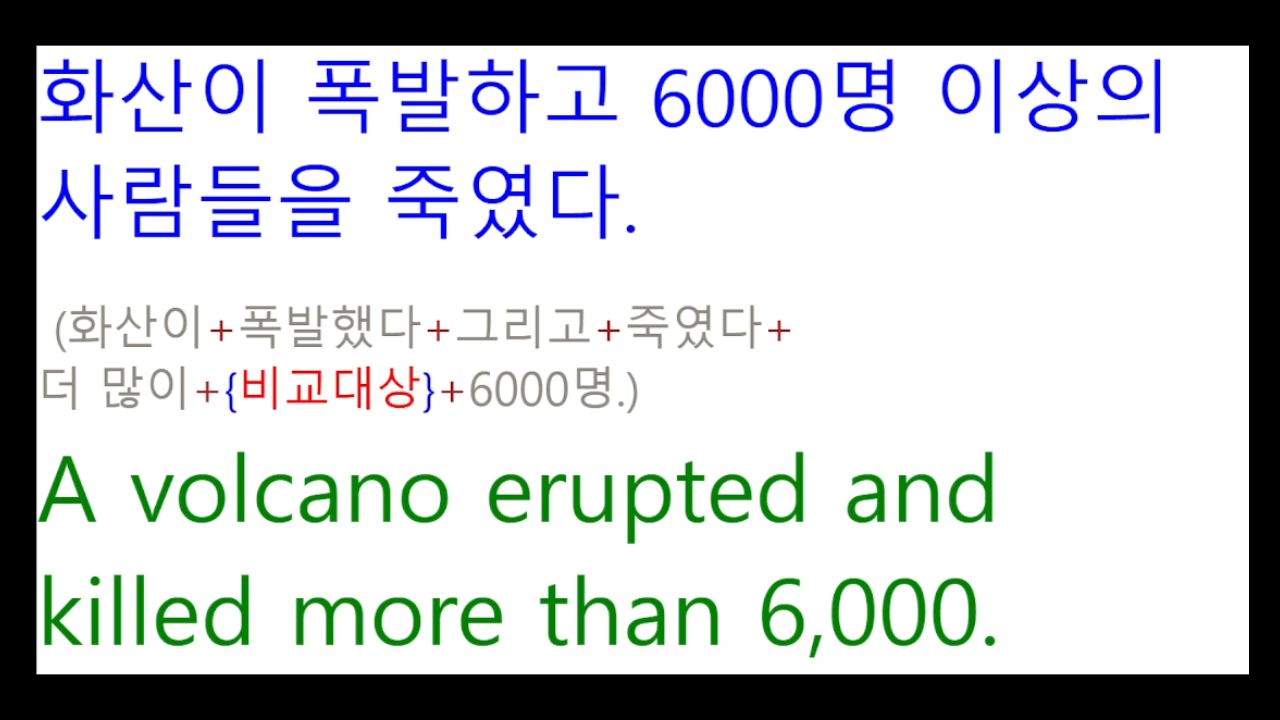 화산이 폭발하고 6000명 이상의
사람들을 죽였다.
(화산이+폭발했다+그리고+죽였다+
더 많이+{비교대상}+6000명.)
A volcano erupted and
killed more than 6,000.